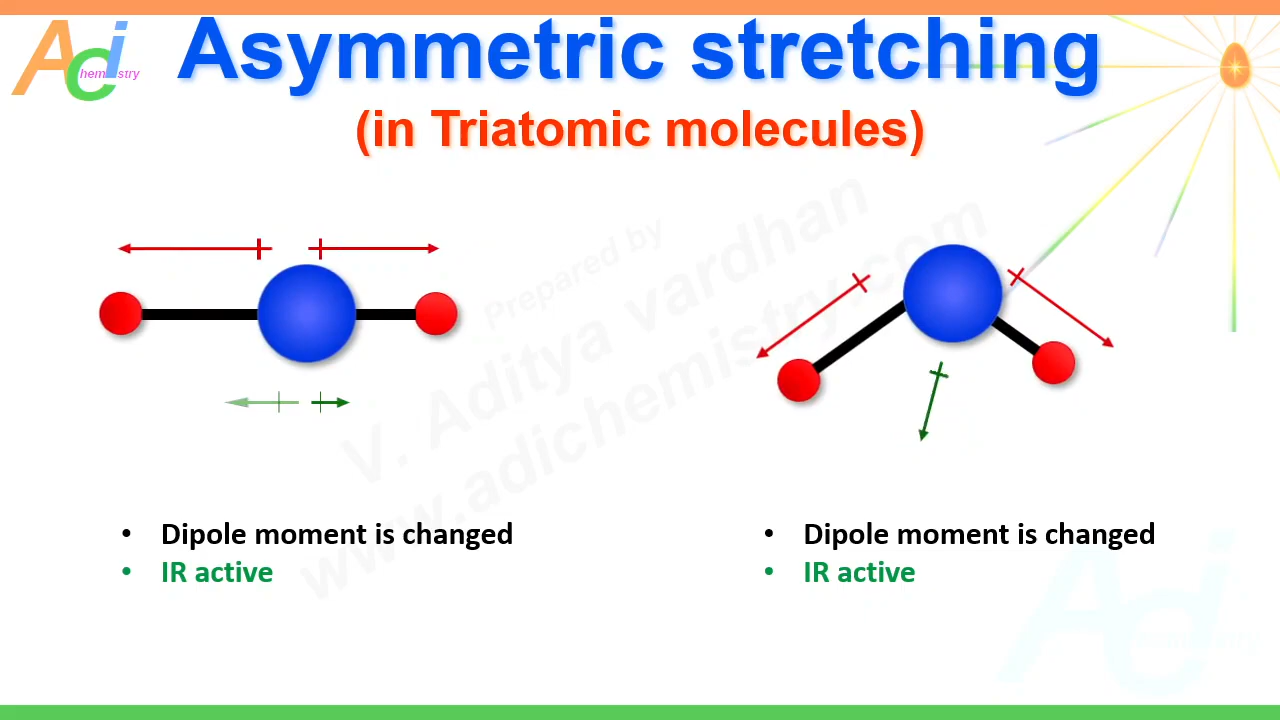 Adi
chemistry
Asymmetric stretching
(in Triatomic molecules)
Prepared by
V. Aditya vardhan
www.adichemistry.com
• Dipole moment is changed
• IR active
• Dipole moment is changed
• IR active
Adi